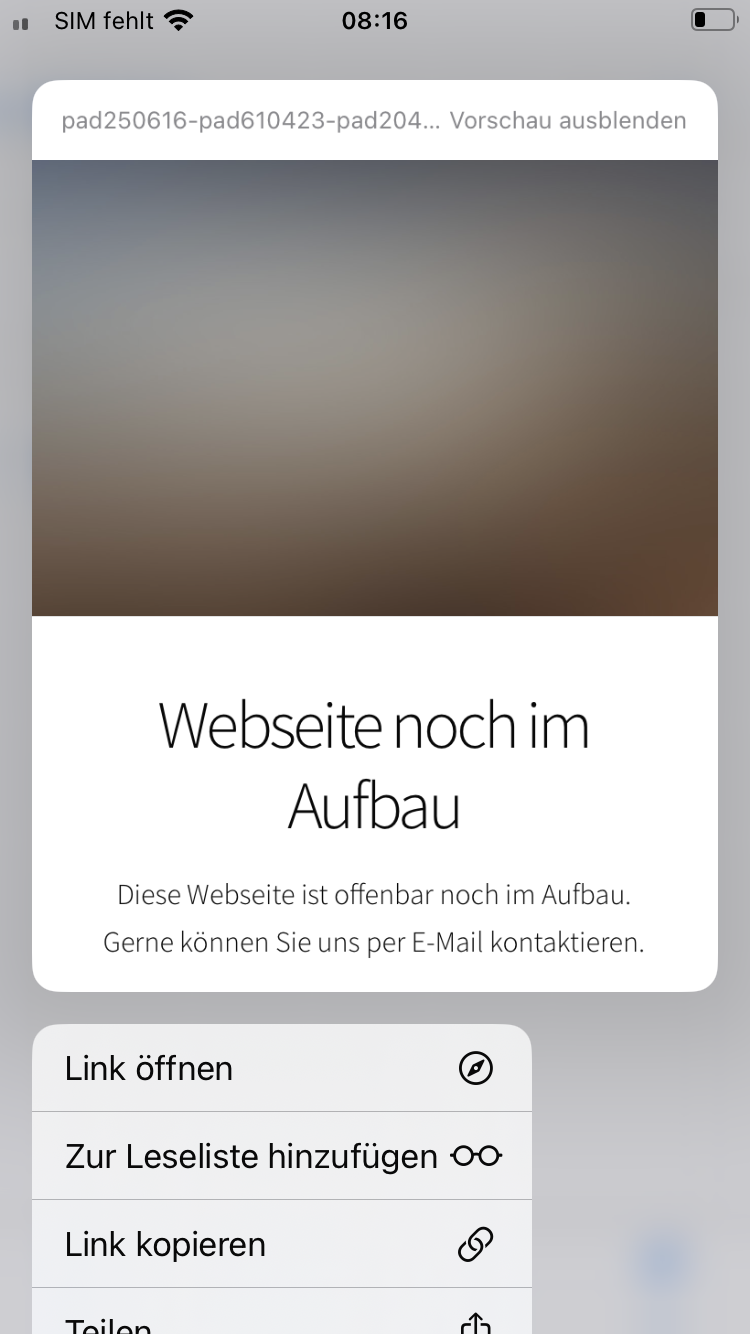 SIM fehlt 08:16
pad250616-pad610423-pad204... Vorschau ausblenden
Webseite noch im
Aufbau
Diese Webseite ist offenbar noch im Aufbau.
Gerne können Sie uns per E-Mail kontaktieren.
Link öffnen
Zur Leseliste hinzufügen
Link kopieren
Teilen